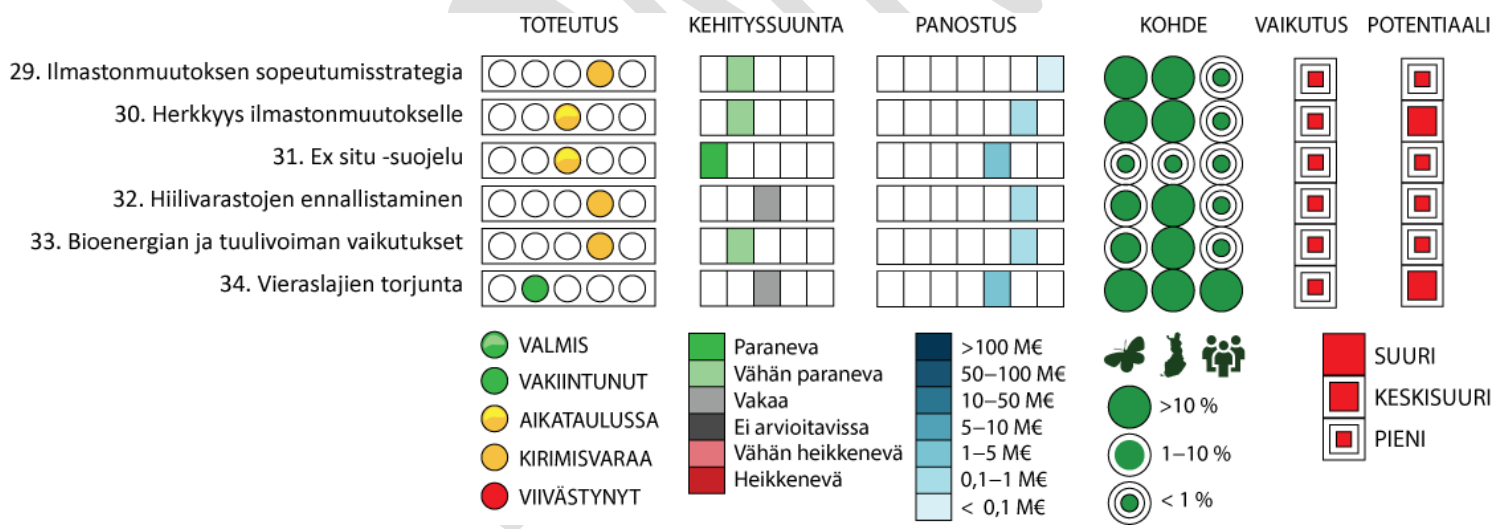 TOTEUTUS KEHITYSSUUNTA PANOSTUS KOHDE VAIKUTUS POTENTIAALI
29. Ilmastonmuutoksen sopeutumisstrategia
30. Herkkyys ilmastonmuutokselle
31. Ex situ -suojelu
32. Hiilivarastojen ennallistaminen
33. Bioenergian ja tuulivoiman vaikutukset
34. Vieraslajien torjunta
VALMIS
VAKIINTUNUT
AIKATAULUSSA
KIRIMISVARAA
VIIVÄSTYNYT
Paraneva
Vähän paraneva
Vakaa
Ei arvioitavissa
Vähän heikkenevä
Heikkenevä
>100 M€
50–100 M€
10–50 M€
5–10 M€
1–5 M€
0,1–1 M€
< 0,1 M€
>10 %
1–10 %
< 1 %
SUURI
KESKISUURI
PIENI